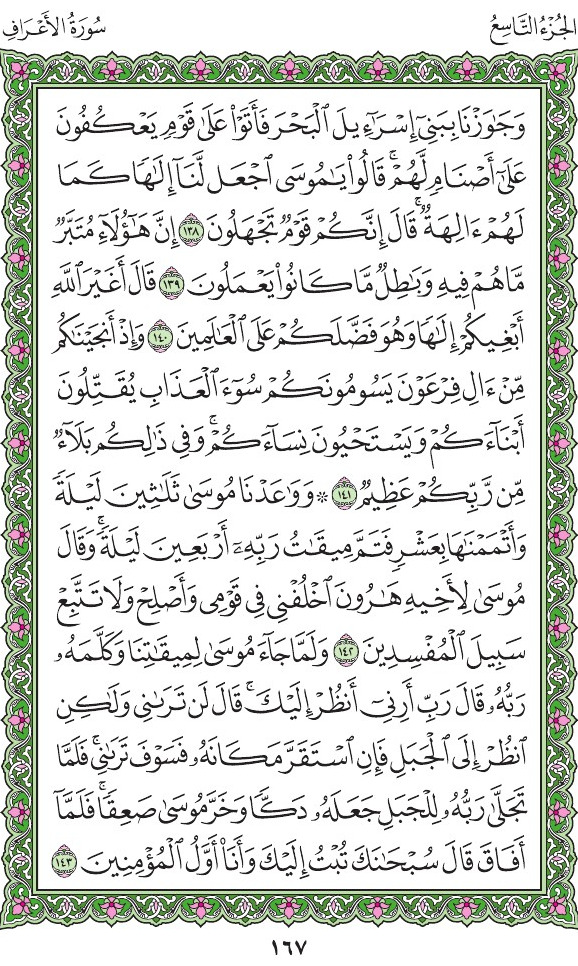 الجُزْءُ التَّاسِعُ
سُورَةُ الأَعْرَافِ
وَجَٰوَزْنَا بِبَنِىٓ إِسْرَٰٓءِيلَ ٱلْبَحْرَ فَأَتَوْا۟ عَلَىٰ قَوْمٍ يَعْكُفُونَ
عَلَىٰٓ أَصْنَامٍ لَّهُمْ ۚ قَالُوا۟ يَٰمُوسَى ٱجْعَل لَّنَآ إِلَٰهًا كَمَا
لَهُمْ ءَالِهَةٌ ۚ قَالَ إِنَّكُمْ قَوْمٌ تَجْهَلُونَ ١٣٨ إِنَّ هَٰٓؤُلَآءِ مُتَبَّرٌ
مَّا هُمْ فِيهِ وَبَٰطِلٌ مَّا كَانُوا۟ يَعْمَلُونَ ١٣٩ قَالَ أَغَيْرَ ٱللَّهِ
أَبْغِيكُمْ إِلَٰهًا وَهُوَ فَضَّلَكُمْ عَلَى ٱلْعَٰلَمِينَ ١٤٠ وَإِذْ أَنجَيْنَٰكُم
مِّنْ ءَالِ فِرْعَوْنَ يَسُومُونَكُمْ سُوٓءَ ٱلْعَذَابِ يُقَتِّلُونَ
أَبْنَآءَكُمْ وَيَسْتَحْيُونَ نِسَآءَكُمْ ۚ وَفِى ذَٰلِكُم بَلَآءٌ
مِّن رَّبِّكُمْ عَظِيمٌ ١٤١ ۞ وَوَٰعَدْنَا مُوسَىٰ ثَلَٰثِينَ لَيْلَةً
وَأَتْمَمْنَٰهَا بِعَشْرٍ فَتَمَّ مِيقَٰتُ رَبِّهِۦٓ أَرْبَعِينَ لَيْلَةً ۚ وَقَالَ
مُوسَىٰ لِأَخِيهِ هَٰرُونَ ٱخْلُفْنِى فِى قَوْمِى وَأَصْلِحْ وَلَا تَتَّبِعْ
سَبِيلَ ٱلْمُفْسِدِينَ ١٤٢ وَلَمَّا جَآءَ مُوسَىٰ لِمِيقَٰتِنَا وَكَلَّمَهُۥ
رَبُّهُۥ قَالَ رَبِّ أَرِنِىٓ أَنظُرْ إِلَيْكَ ۚ قَالَ لَن تَرَىٰنِى وَلَٰكِنِ
ٱنظُرْ إِلَى ٱلْجَبَلِ فَإِنِ ٱسْتَقَرَّ مَكَانَهُۥ فَسَوْفَ تَرَىٰنِى ۚ فَلَمَّا
تَجَلَّىٰ رَبُّهُۥ لِلْجَبَلِ جَعَلَهُۥ دَكًّا وَخَرَّ مُوسَىٰ صَعِقًا ۚ فَلَمَّآ
أَفَاقَ قَالَ سُبْحَٰنَكَ تُبْتُ إِلَيْكَ وَأَنَا۠ أَوَّلُ ٱلْمُؤْمِنِينَ ١٤٣
١٦٧